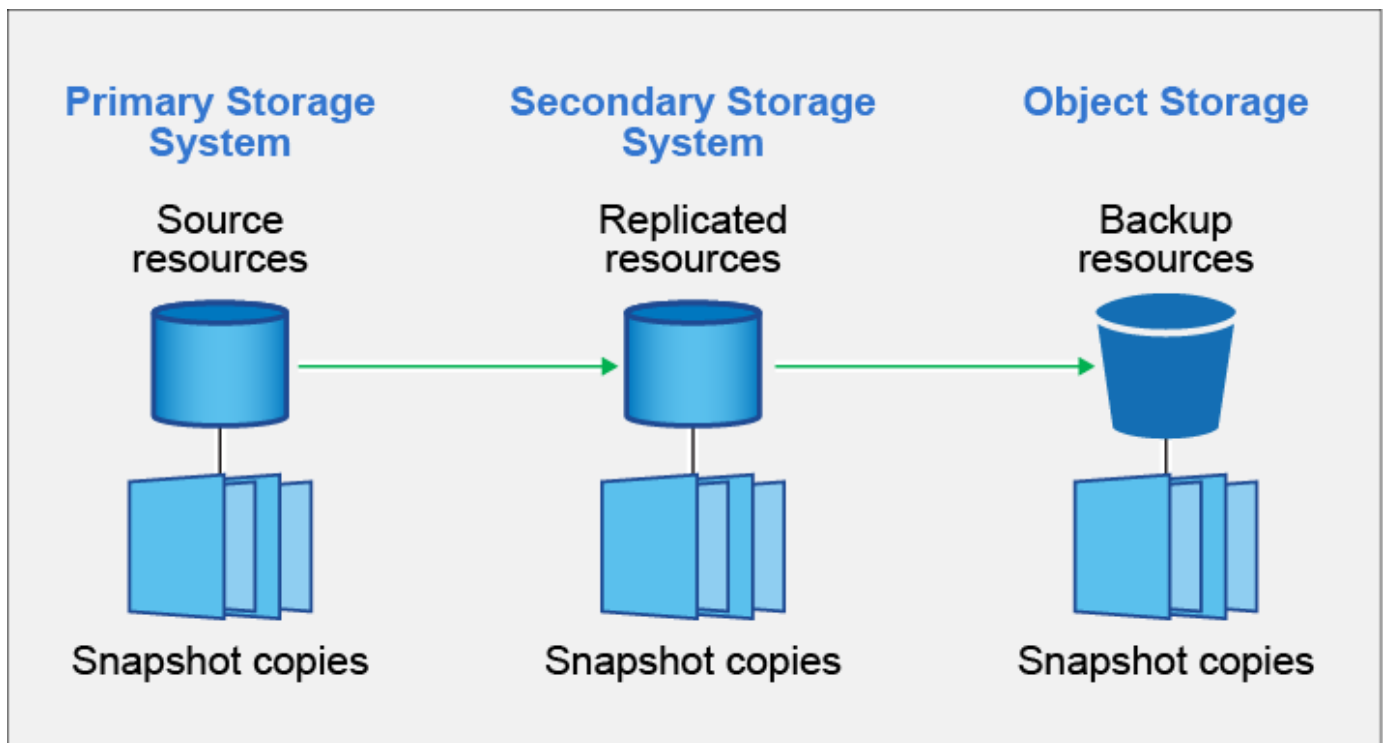 Primary Storage
System
Secondary Storage
System
Object Storage
Source
resources
Replicated
resources
Backup
resources
Snapshot copies
Snapshot copies
Snapshot copies